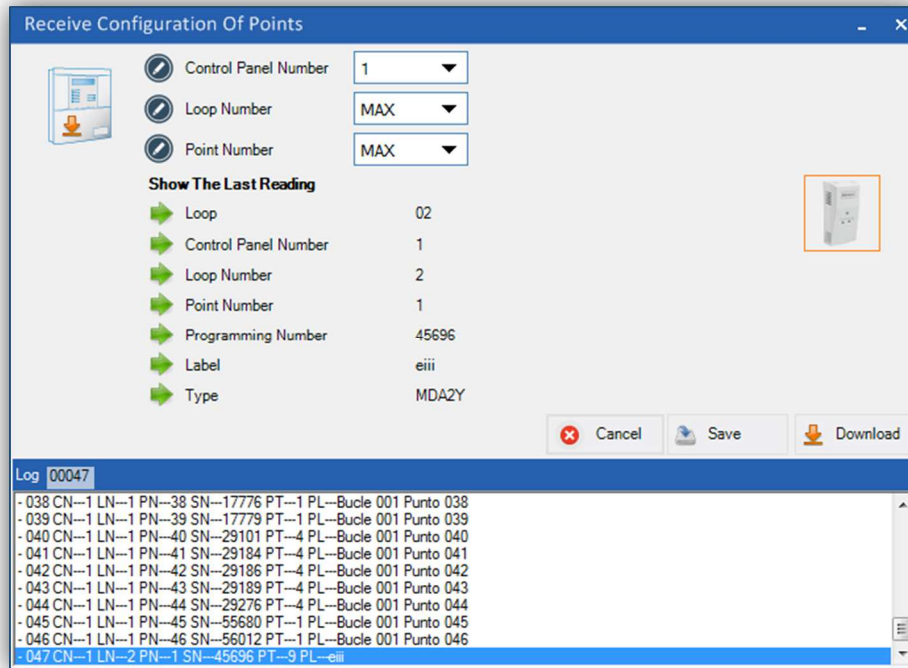 Receive Configuration Of Points
Control Panel Number 1
Loop Number MAX
Point Number MAX
Show The Last Reading
Loop 02
Control Panel Number 1
Loop Number 2
Point Number 1
Programming Number 45696
Label eiii
Type MDA2Y
Cancel Save Download
Log 00047
- 038 CN---1 LN---1 PN---38 SN---17776 PT---1 PL---Bucle 001 Punto 038
- 039 CN---1 LN---1 PN---39 SN---17779 PT---1 PL---Bucle 001 Punto 039
- 040 CN---1 LN---1 PN---40 SN---29101 PT---4 PL---Bucle 001 Punto 040
- 041 CN---1 LN---1 PN---41 SN---29184 PT---4 PL---Bucle 001 Punto 041
- 042 CN---1 LN---1 PN---42 SN---29186 PT---4 PL---Bucle 001 Punto 042
- 043 CN---1 LN---1 PN---43 SN---29189 PT---4 PL---Bucle 001 Punto 043
- 044 CN---1 LN---1 PN---44 SN---29276 PT---4 PL---Bucle 001 Punto 044
- 045 CN---1 LN---1 PN---45 SN---55680 PT---1 PL---Bucle 001 Punto 045
- 046 CN---1 LN---1 PN---46 SN---56012 PT---1 PL---Bucle 001 Punto 046
- 047 CN---1 LN---2 PN---1 SN---45696 PT---9 PL---eiii